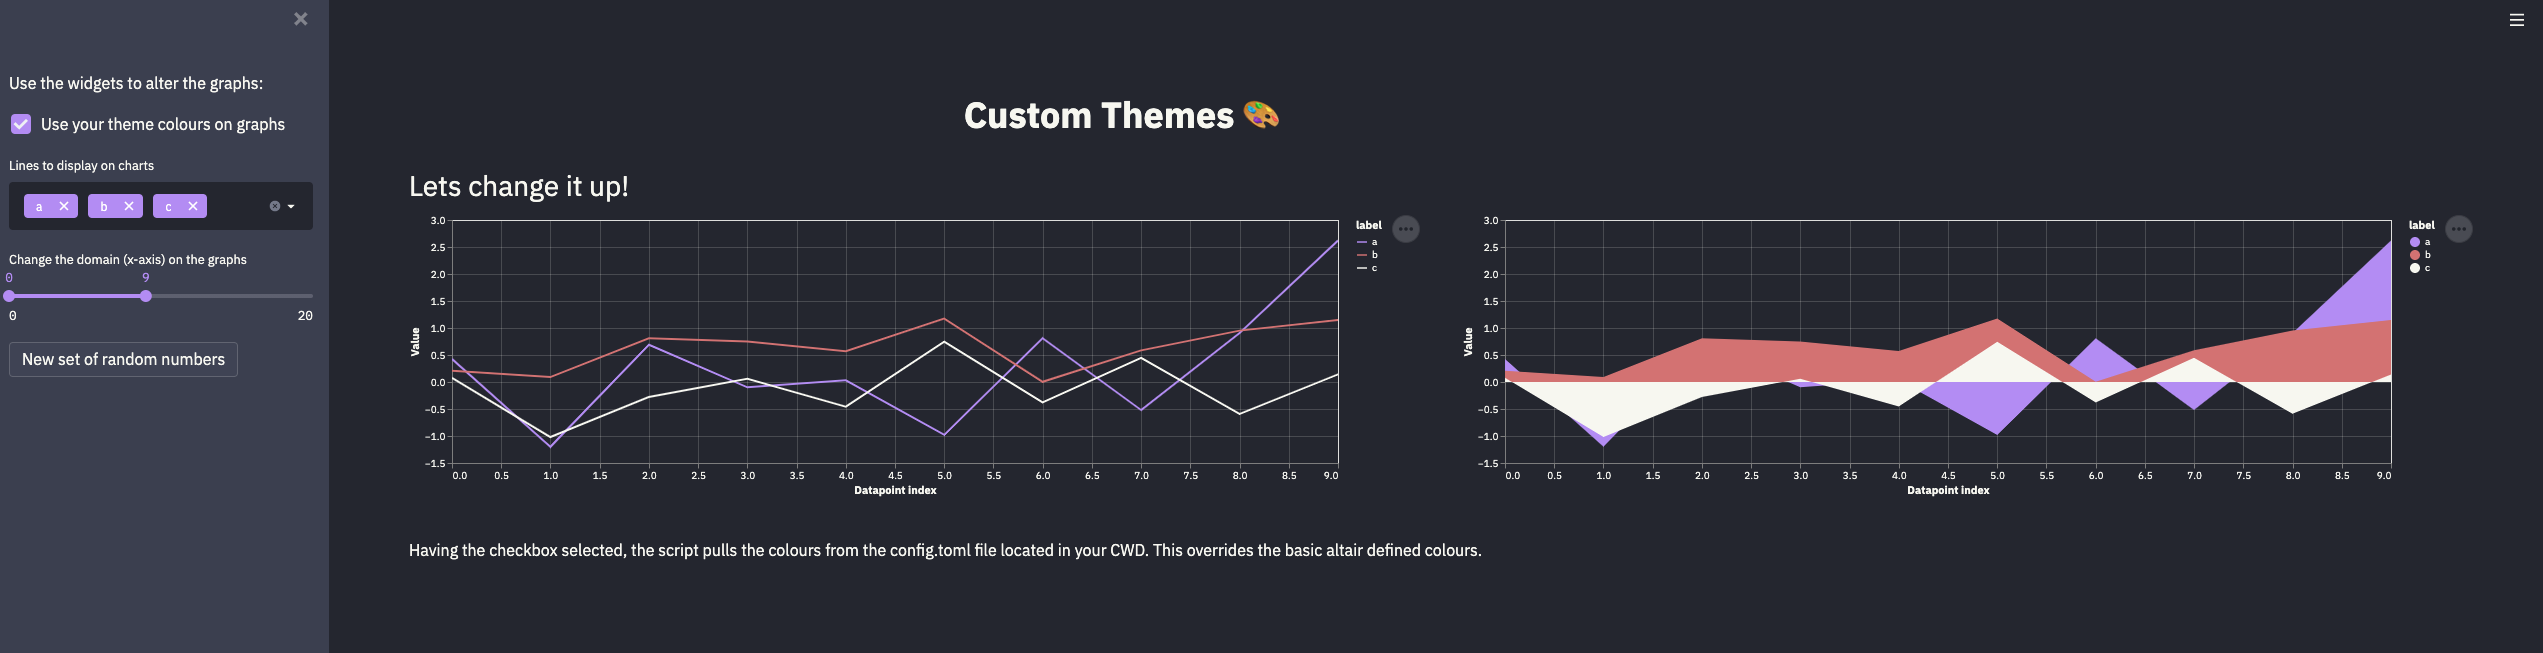 Use the widgets to alter the graphs:
Use your theme colours on graphs
Lines to display on charts
a
b
c
Change the domain (x-axis) on the graphs
0 9
0 20
New set of random numbers
Custom Themes 🎨
Lets change it up!
3.0
2.5
2.0
1.5
1.0
0.5
0.0
−0.5
−1.0
−1.5
Value
0.0 0.5 1.0 1.5 2.0 2.5 3.0 3.5 4.0 4.5 5.0 5.5 6.0 6.5 7.0 7.5 8.0 8.5 9.0
Datapoint index
label
a
b
c
3.0
2.5
2.0
1.5
1.0
0.5
0.0
−0.5
−1.0
−1.5
Value
0.0 0.5 1.0 1.5 2.0 2.5 3.0 3.5 4.0 4.5 5.0 5.5 6.0 6.5 7.0 7.5 8.0 8.5 9.0
Datapoint index
label
a
b
c
Having the checkbox selected, the script pulls the colours from the config.toml file located in your CWD. This overrides the basic altair defined colours.